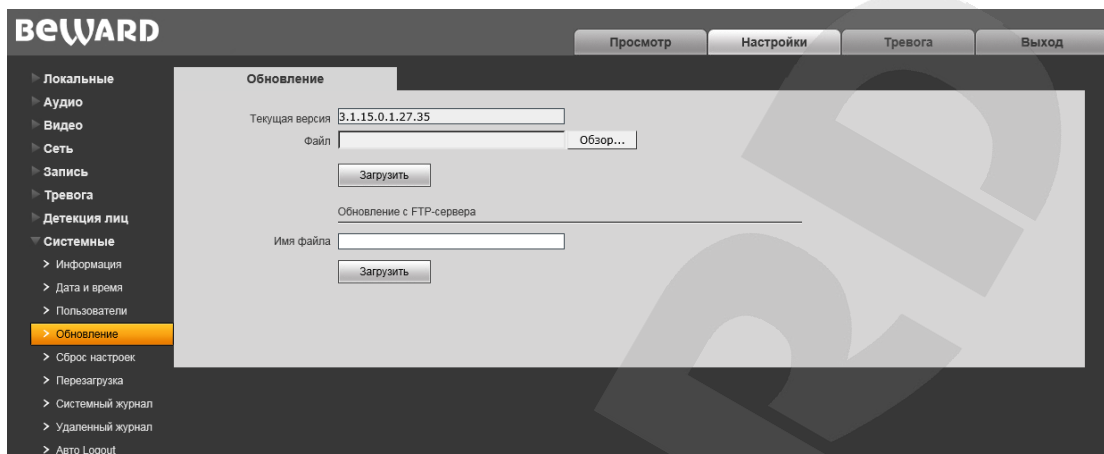 BEWARD
Просмотр Настройки Тревога Выход
Локальные
Аудио
Видео
Сеть
Запись
Тревога
Детекция лиц
Системные
Информация
Дата и время
Пользователи
Обновление
Сброс настроек
Перезагрузка
Системный журнал
Удаленный журнал
Авто Logout
Обновление
Текущая версия 3.1.15.0.1.27.35
Файл Обзор...
Загрузить
Обновление с FTP-сервера
Имя файла
Загрузить